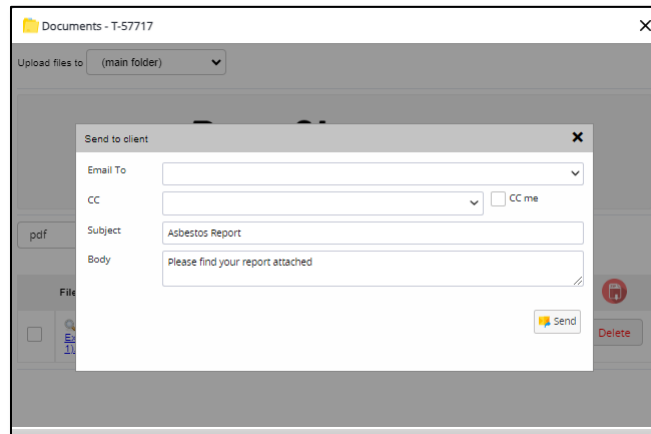 Documents - T-57717
Upload files to (main folder)
Send to client
Email To
CC
CC me
Subject Asbestos Report
Body Please find your report attached
Send
pdf
File
Delete